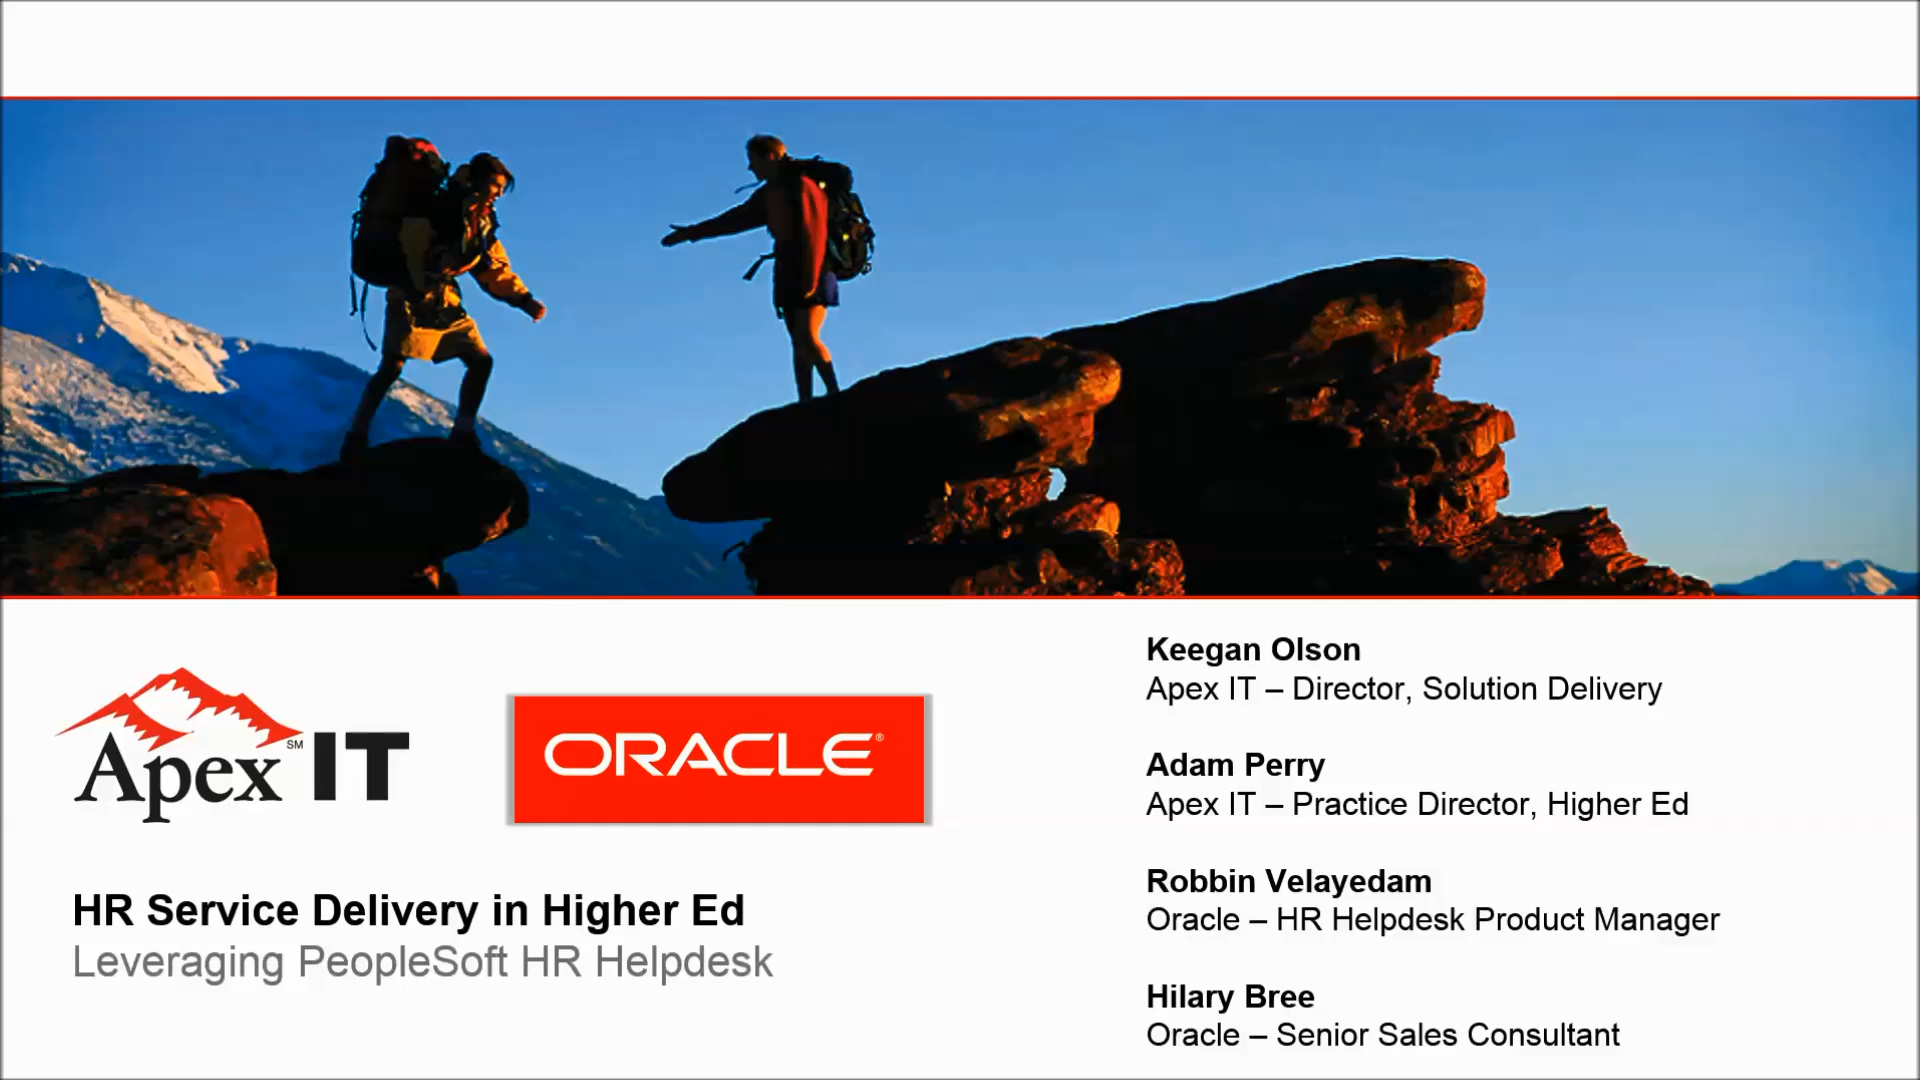 Apex IT SM
ORACLE®
HR Service Delivery in Higher Ed
Leveraging PeopleSoft HR Helpdesk
Keegan Olson
Apex IT – Director, Solution Delivery
Adam Perry
Apex IT – Practice Director, Higher Ed
Robbin Velayedam
Oracle – HR Helpdesk Product Manager
Hilary Bree
Oracle – Senior Sales Consultant